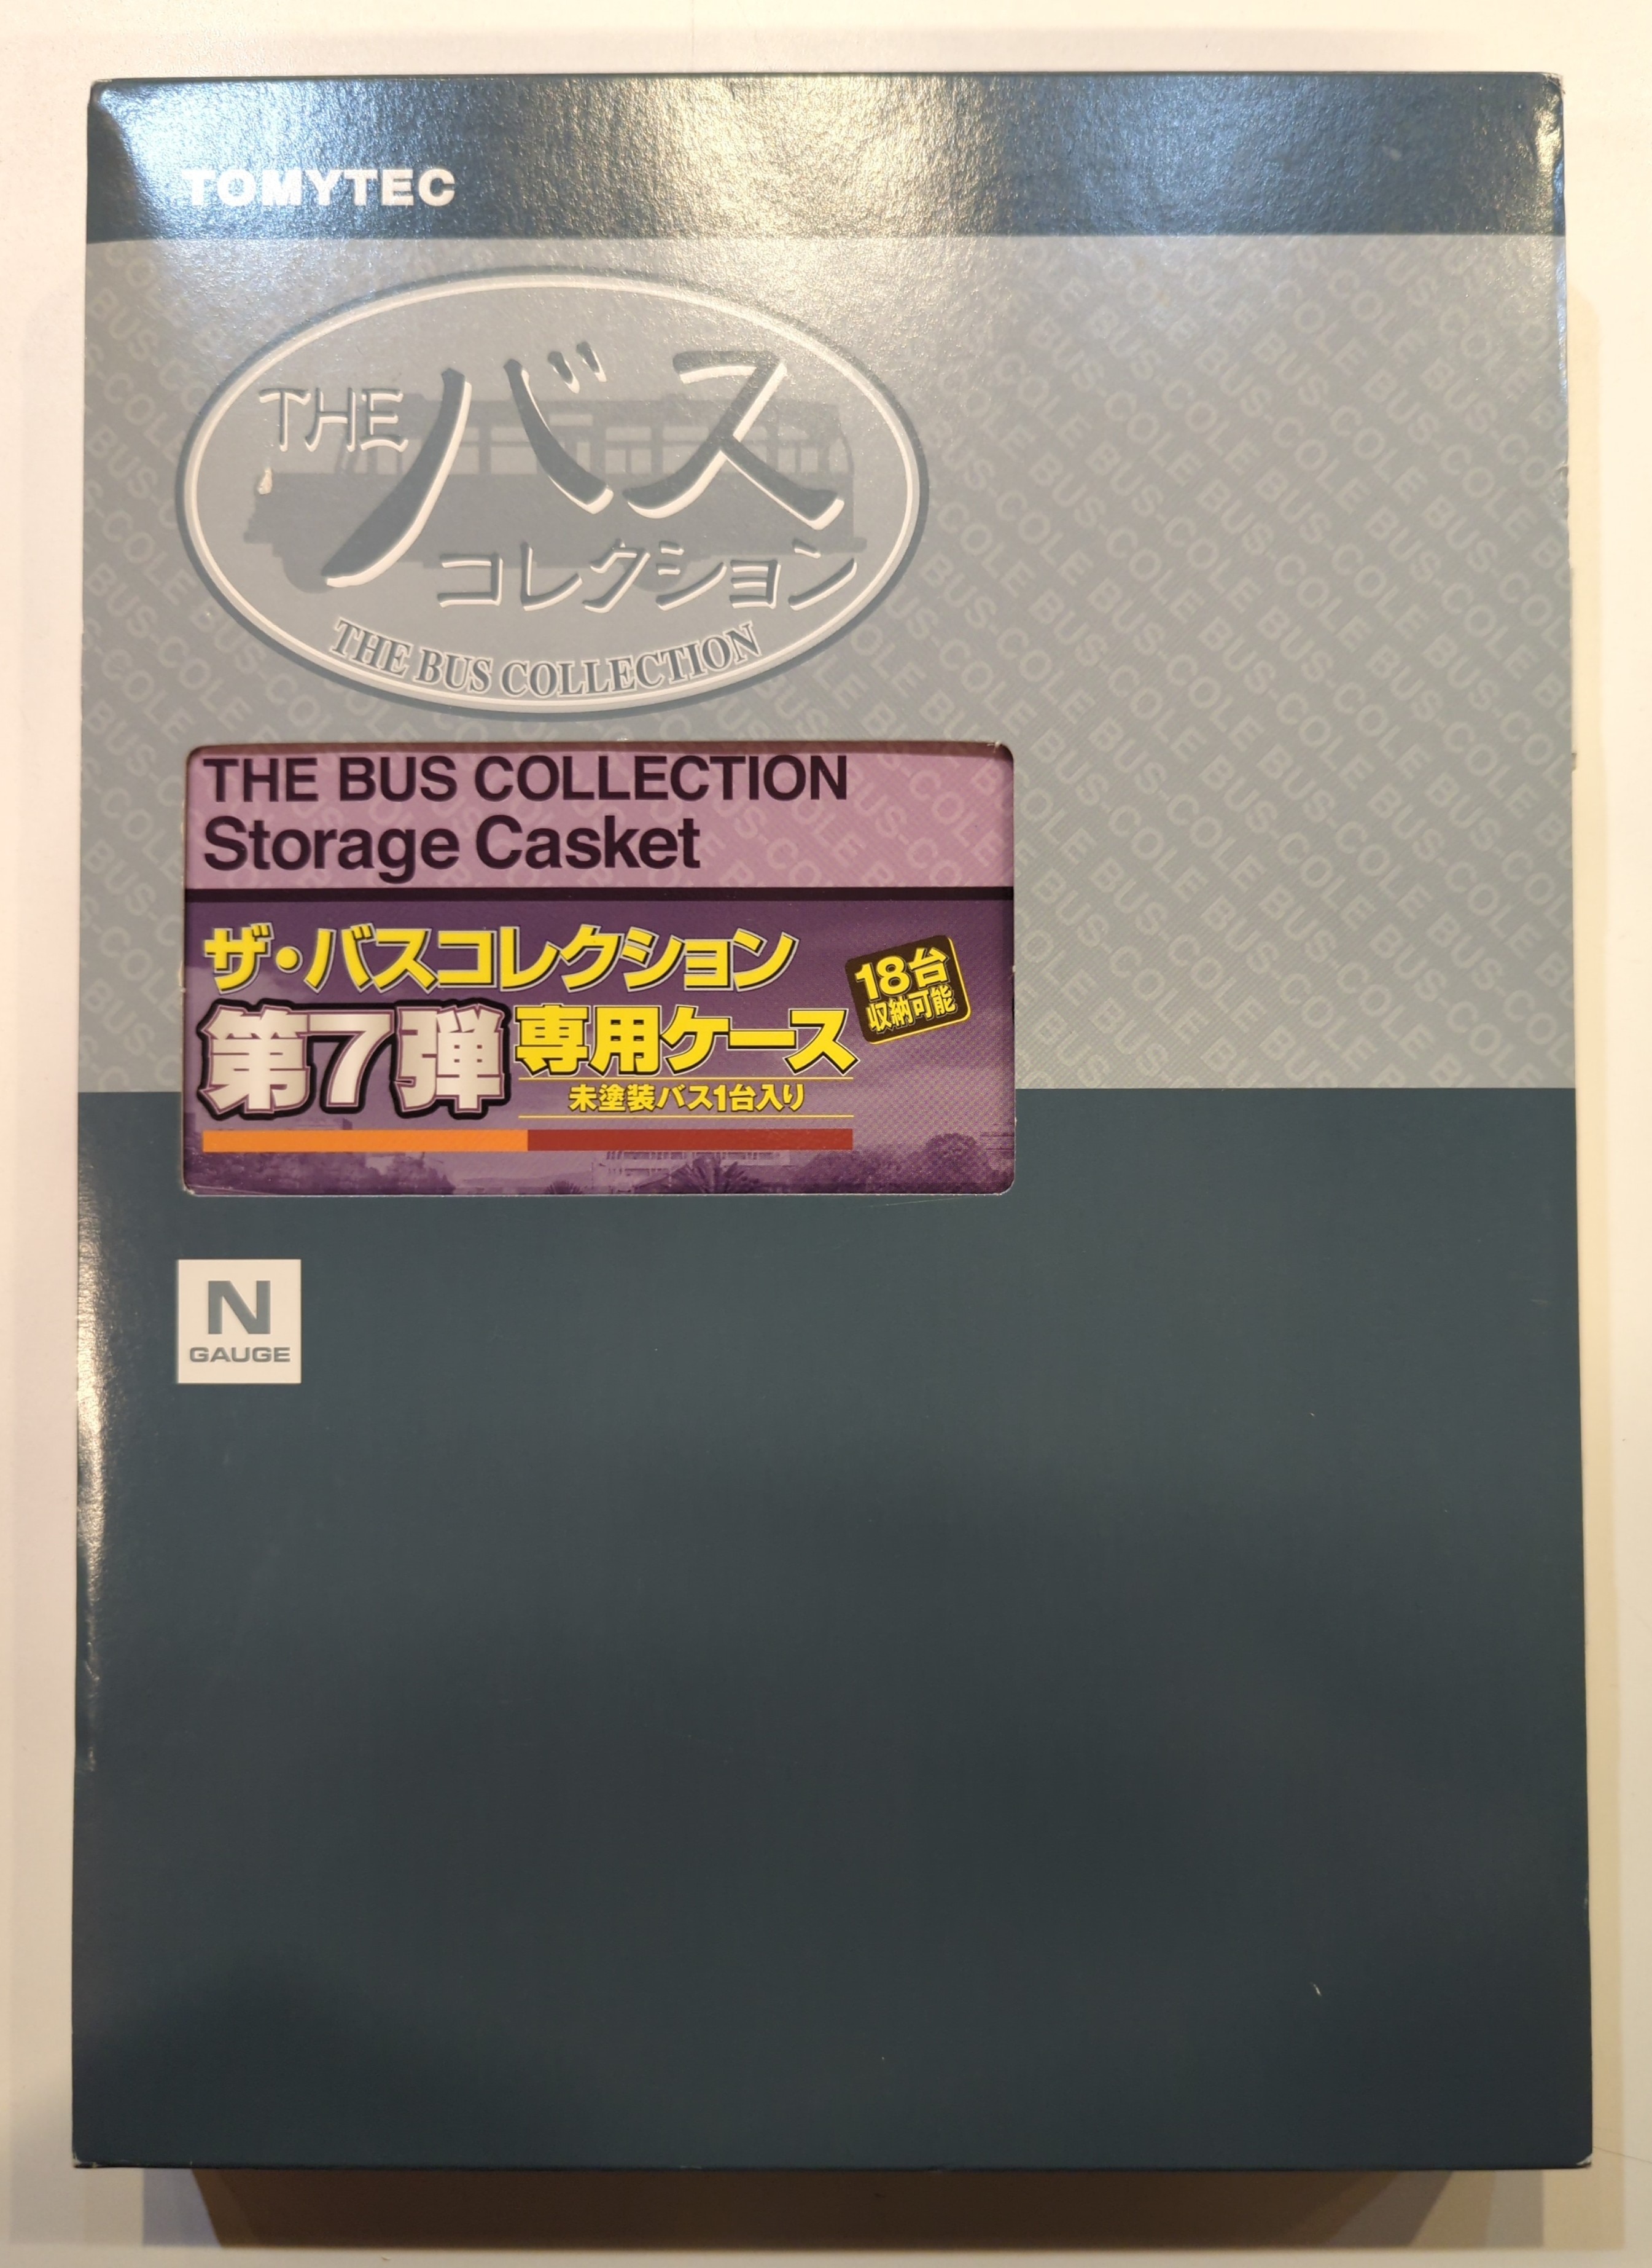 TOMYTEC
THE バス
コレクション
THE BUS COLLECTION
THE BUS COLLECTION
Storage Casket
ザ・バスコレクション
第7弾 専用ケース
18台
収納可能
未塗装バス1台入り
N
GAUGE